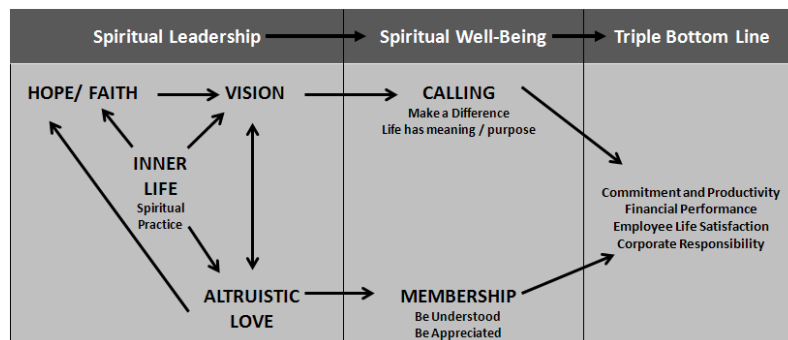 Spiritual Leadership
Spiritual Well-Being
Triple Bottom Line
HOPE/ FAITH
VISION
CALLING
Make a Difference
Life has meaning / purpose
INNER
LIFE
Spiritual
Practice
Commitment and Productivity
Financial Performance
Employee Life Satisfaction
Corporate Responsibility
ALTRUISTIC
LOVE
MEMBERSHIP
Be Understood
Be Appreciated